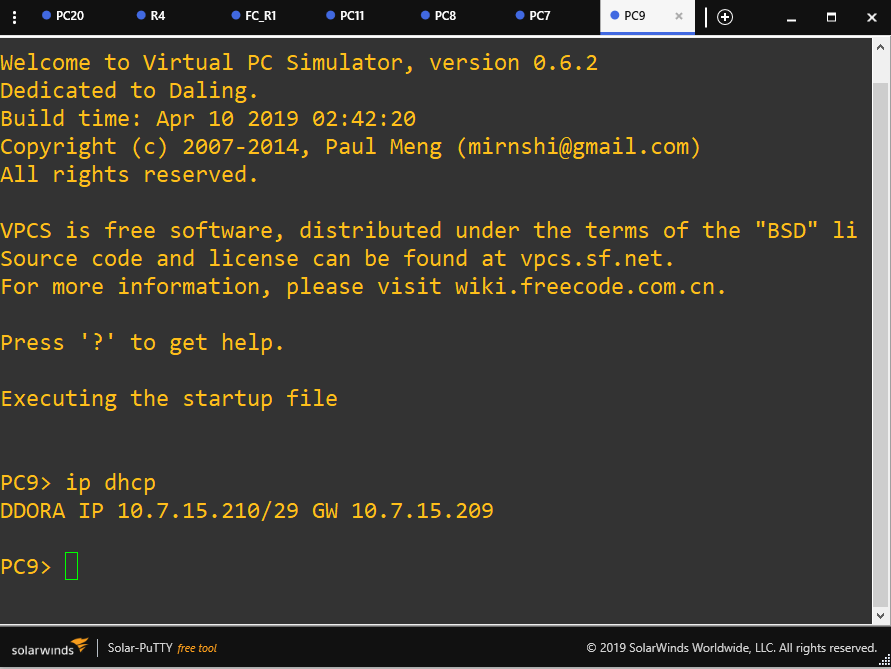 PC20 R4 FC_R1 PC11 PC8 PC7 PC9
Welcome to Virtual PC Simulator, version 0.6.2
Dedicated to Daling.
Build time: Apr 10 2019 02:42:20
Copyright (c) 2007-2014, Paul Meng (mirnshi@gmail.com)
All rights reserved.
VPCS is free software, distributed under the terms of the "BSD" li
Source code and license can be found at vpcs.sf.net.
For more information, please visit wiki.freecode.com.cn.
Press '?' to get help.
Executing the startup file
PC9> ip dhcp
DDORA IP 10.7.15.210/29 GW 10.7.15.209
PC9>
solarwinds Solar-PuTTY free tool © 2019 SolarWinds Worldwide, LLC. All rights reserved.